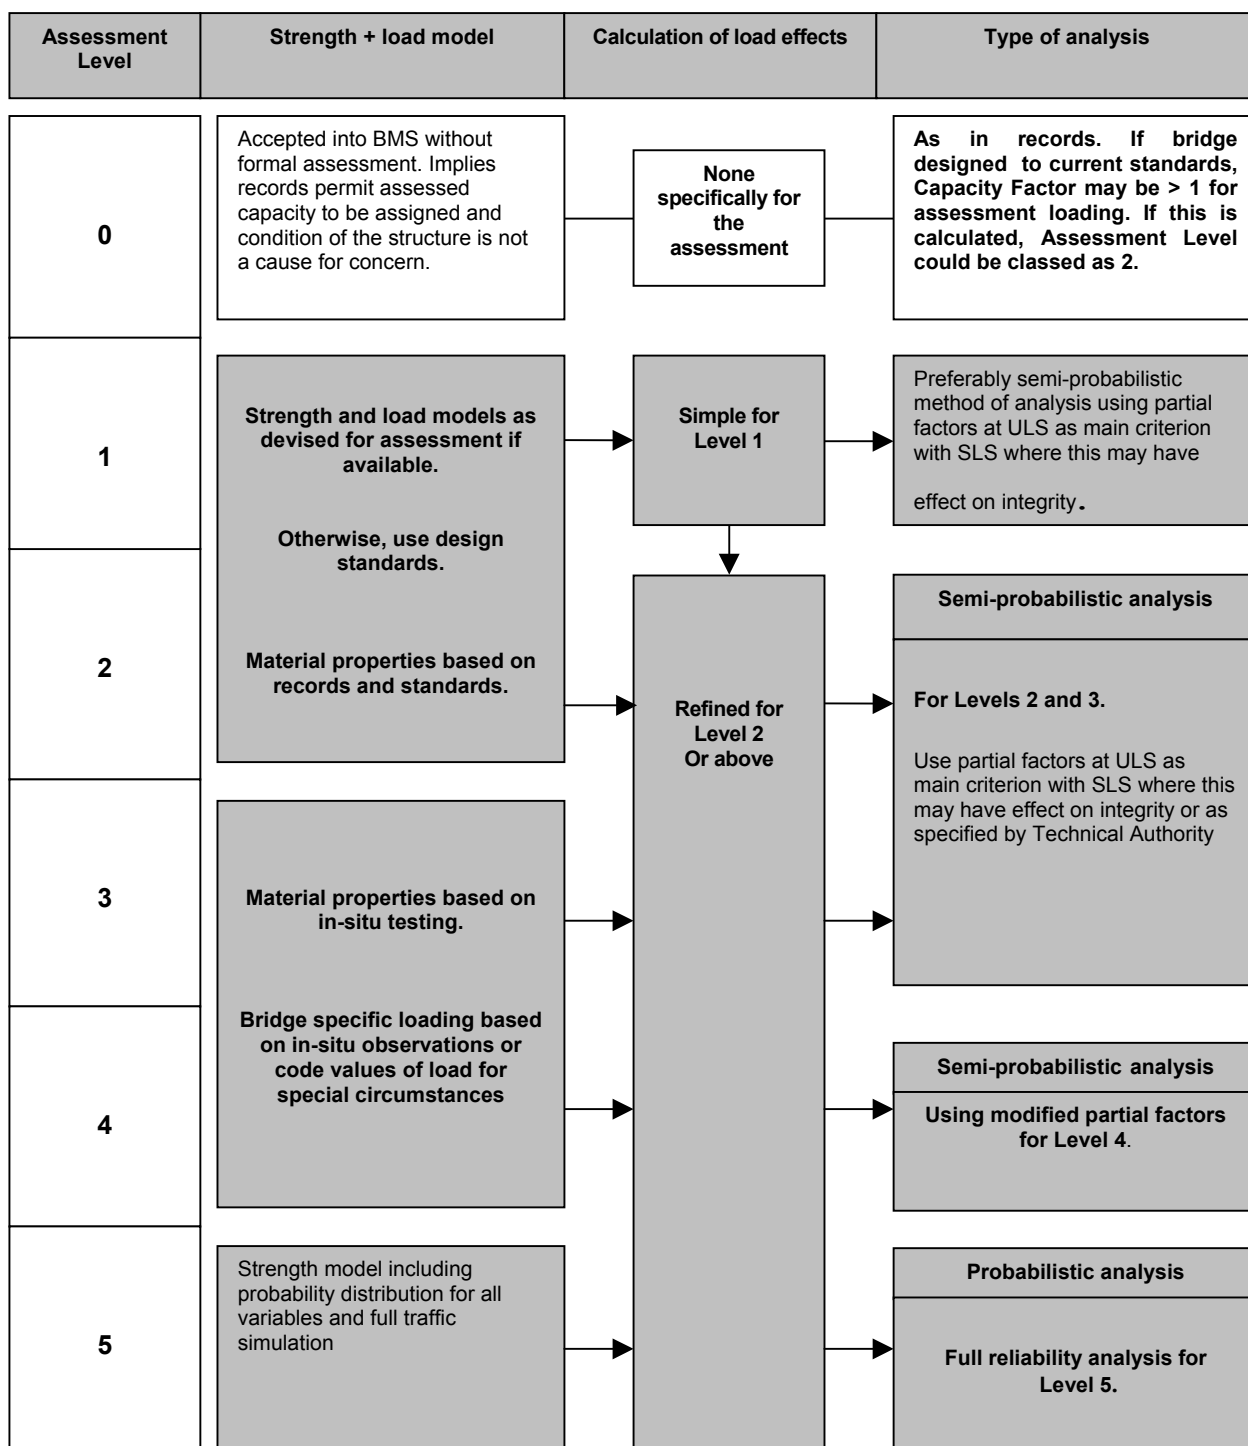 Assessment
Level
Strength + load model
Calculation of load effects
Type of analysis
0
Accepted into BMS without
formal assessment. Implies
records permit assessed
capacity to be assigned and
condition of the structure is not
a cause for concern.
None
specifically for
the
assessment
As in records. If bridge
designed to current standards,
Capacity Factor may be > 1 for
assessment loading. If this is
calculated, Assessment Level
could be classed as 2.
1
Strength and load models as
devised for assessment if
available.
Otherwise, use design
standards.
Material properties based on
records and standards.
Simple for
Level 1
Preferably semi-probabilistic
method of analysis using partial
factors at ULS as main criterion
with SLS where this may have
effect on integrity.
2
Refined for
Level 2
Or above
Semi-probabilistic analysis
For Levels 2 and 3.
Use partial factors at ULS as
main criterion with SLS where this
may have effect on integrity or as
specified by Technical Authority
3
Material properties based on
in-situ testing.
Bridge specific loading based
on in-situ observations or
code values of load for
special circumstances
4
Semi-probabilistic analysis
Using modified partial factors
for Level 4.
5
Strength model including
probability distribution for all
variables and full traffic
simulation
Probabilistic analysis
Full reliability analysis for
Level 5.